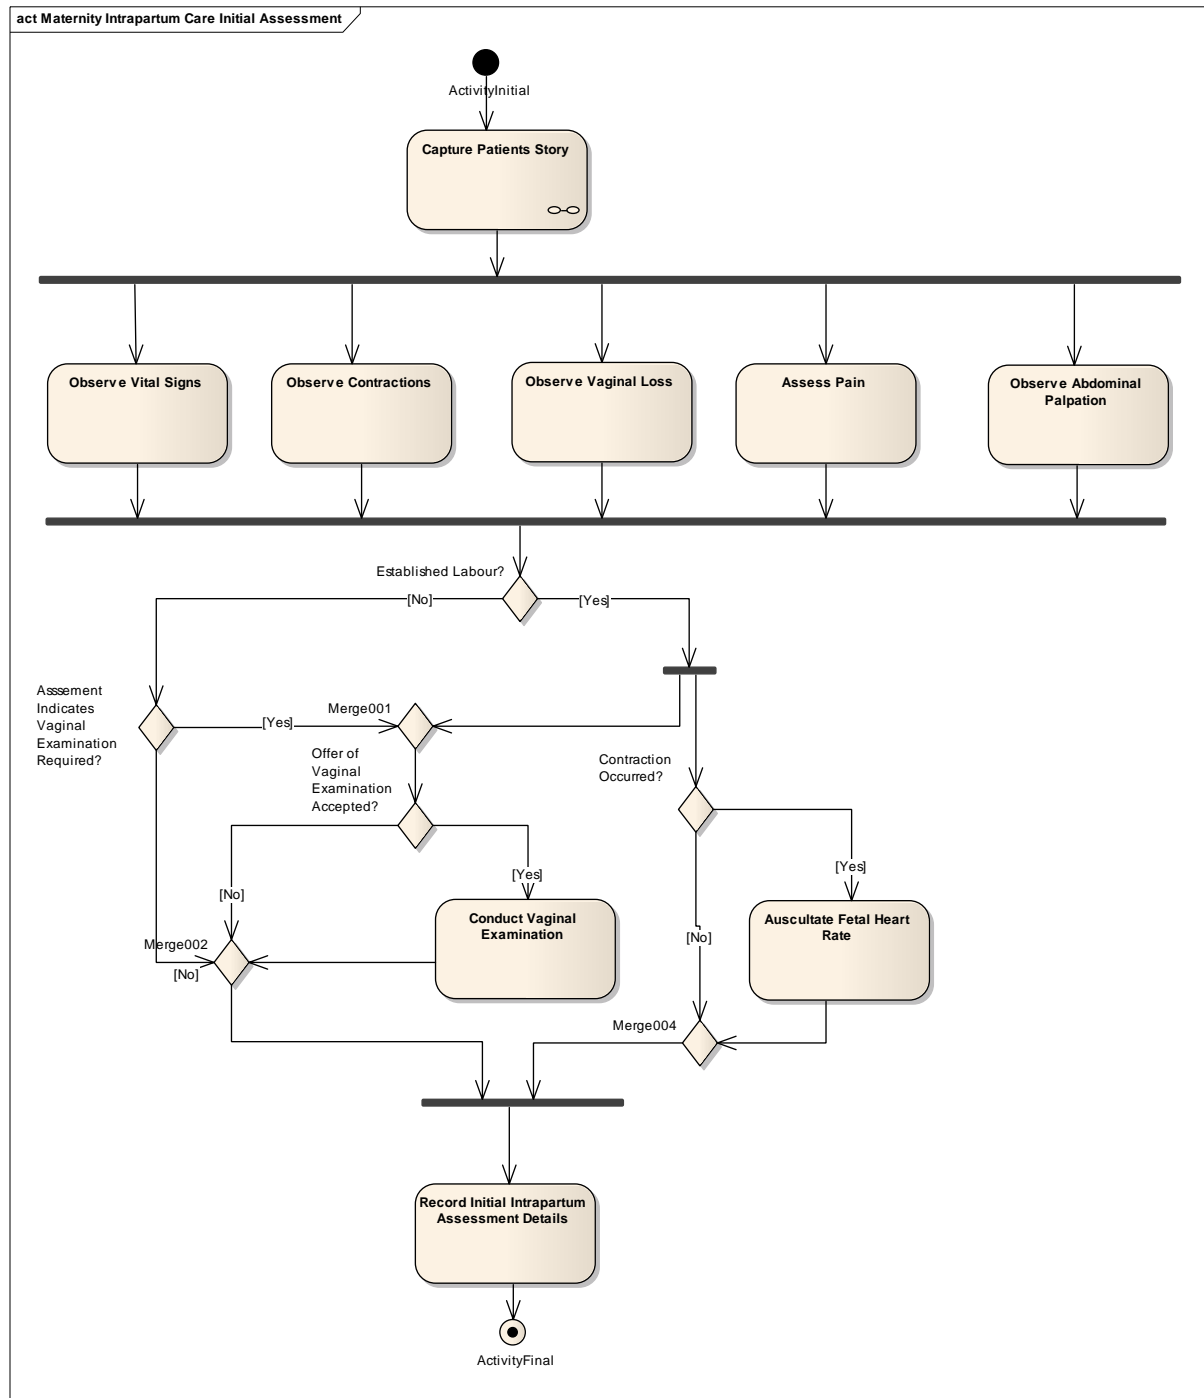 act Maternity Intrapartum Care Initial Assessment
ActivityInitial
Capture Patients Story
Observe Vital Signs
Observe Contractions
Observe Vaginal Loss
Assess Pain
Observe Abdominal
Palpation
Established Labour?
[No]
[Yes]
Asssement
Indicates
Vaginal
Examination
Required?
[Yes]
Merge001
Offer of
Vaginal
Examination
Accepted?
Contraction
Occurred?
[No]
[Yes]
[Yes]
Conduct Vaginal
Examination
Auscultate Fetal Heart
Rate
Merge002
[No]
[No]
Merge004
Record Initial Intrapartum
Assessment Details
ActivityFinal